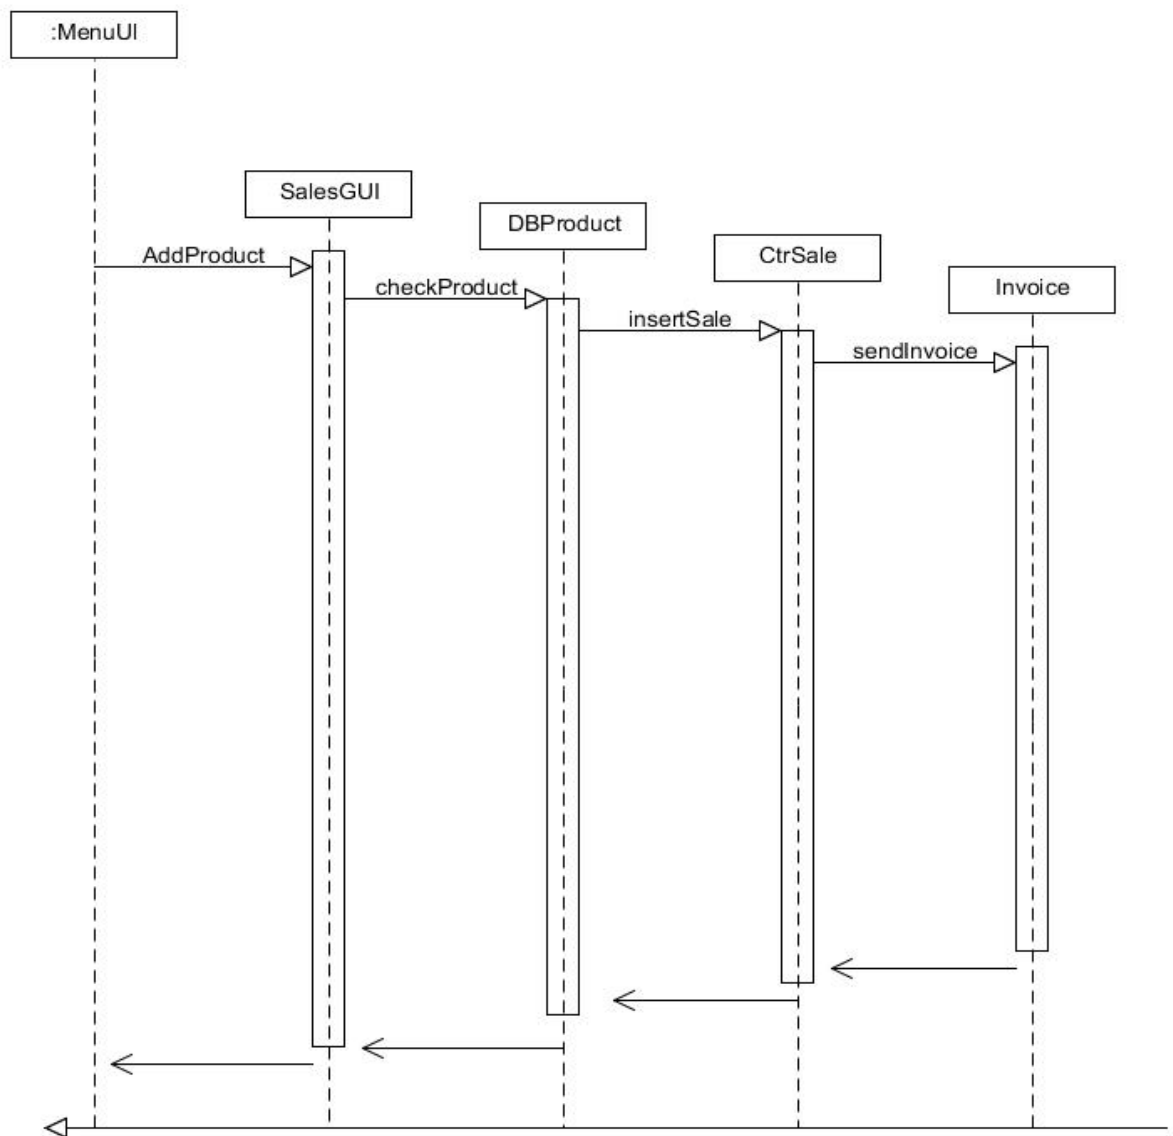 :MenuUI
SalesGUI
DBProduct
CtrSale
Invoice
AddProduct
checkProduct
insertSale
sendInvoice